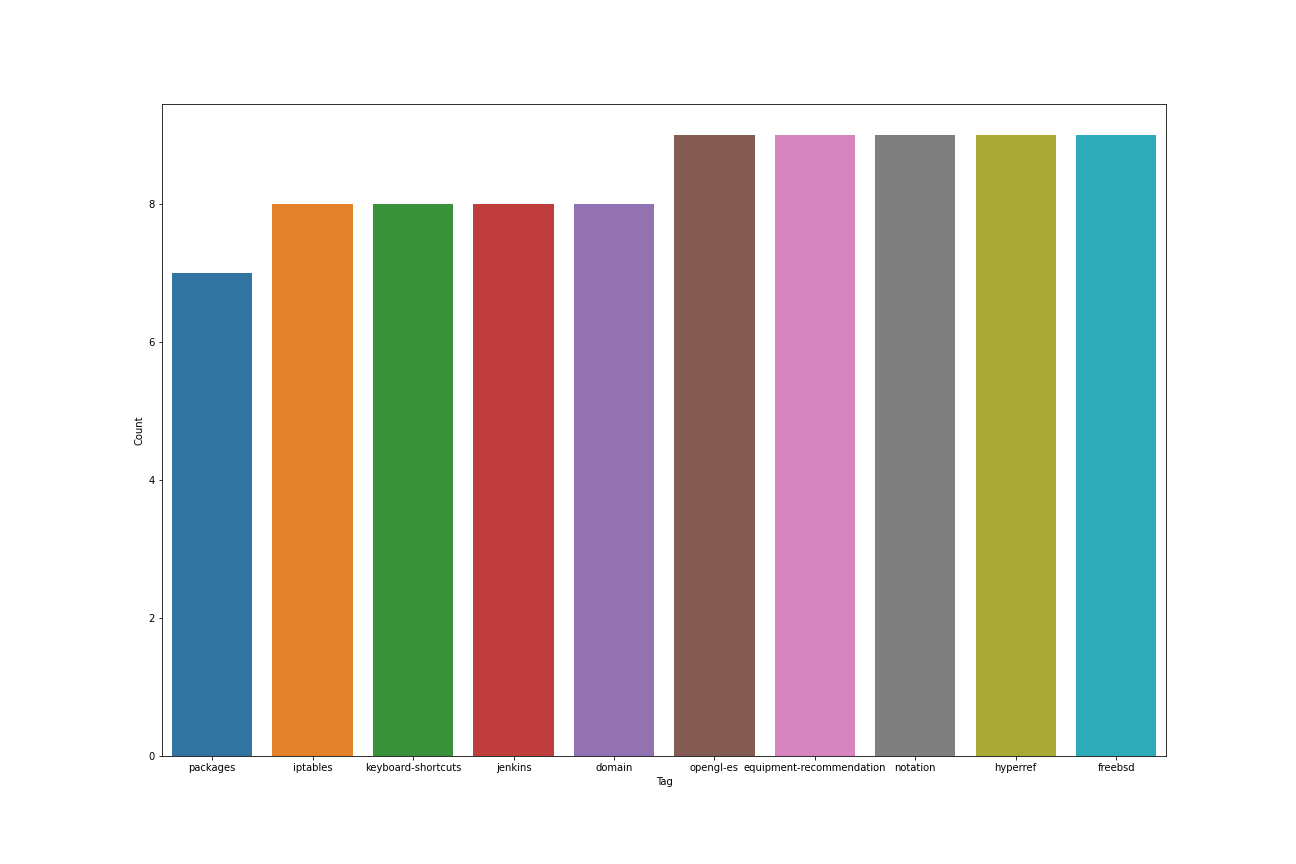 8
6
4
2
0
Count
packages iptables keyboard-shortcuts jenkins domain opengl-es equipment-recommendation notation hyperref freebsd
Tag